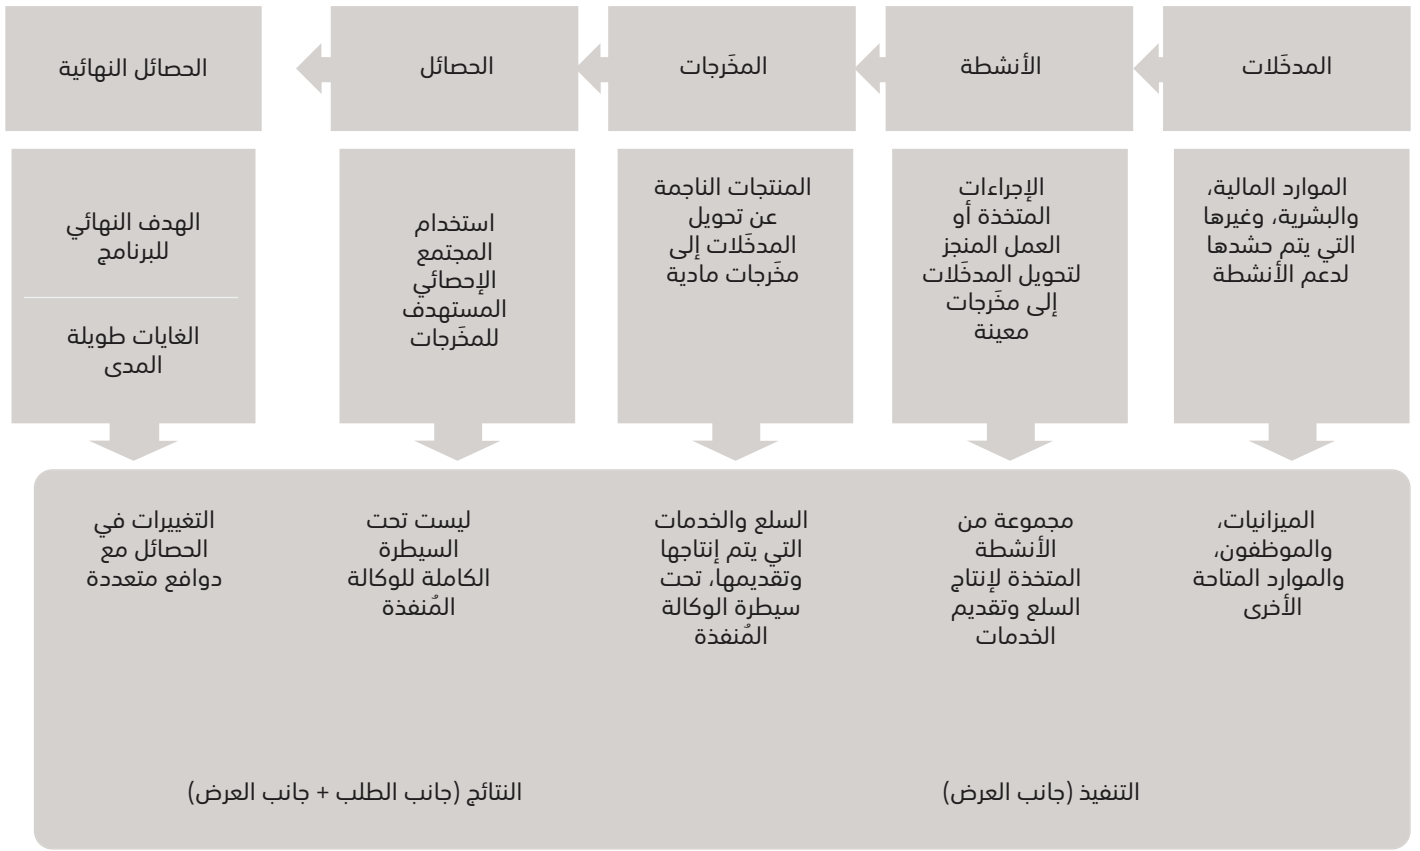 المدخَلات
الأنشطة
المخَرجات
الحصائل
الحصائل النهائية
الموارد المالية،
والبشرية، وغيرها
التي يتم حشدها
لدعم الأنشطة
الإجراءات
المتخذة أو
العمل المنجز
لتحويل المدخَلات
إلى مخَرجات
معينة
المنتجات الناجمة
عن تحويل
المدخَلات إلى
مخَرجات مادية
استخدام
المجتمع
الإحصائي
المستهدف
للمخَرجات
الهدف النهائي
للبرنامج
الغايات طويلة
المدى
الميزانيات،
والموظفون،
والموارد المتاحة
الأخرى
مجموعة من
الأنشطة
المتخذة لإنتاج
السلع وتقديم
الخدمات
السلع والخدمات
التي يتم إنتاجها
وتقديمها، تحت
سيطرة الوكالة
المُنفذة
ليست تحت
السيطرة
الكاملة للوكالة
المُنفذة
التغييرات في
الحصائل مع
دوافع متعددة
التنفيذ (جانب العرض)
النتائج (جانب الطلب + جانب العرض)